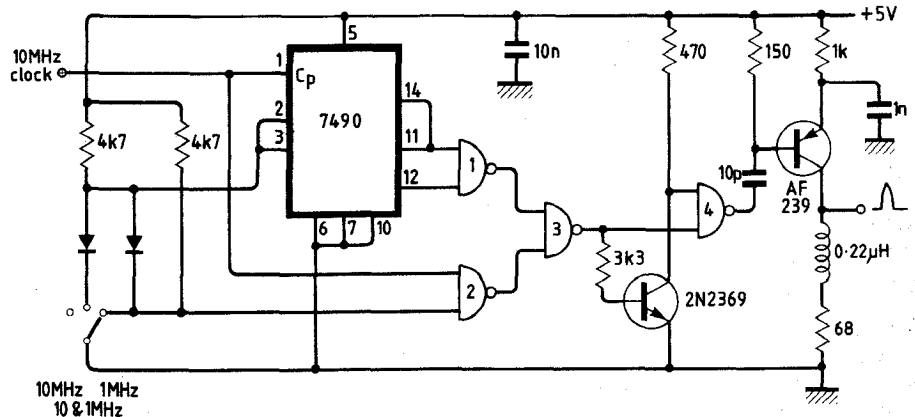 +5V
10MHz
clock
1
Cp
5
10n
470
150
1k
2
3
7490
14
11
12
4k7
4k7
1
1n
10p
AF
239
4
6
7
10
3
3k3
2
2N2369
0·22µH
68
10MHz 1MHz
10 & 1MHz